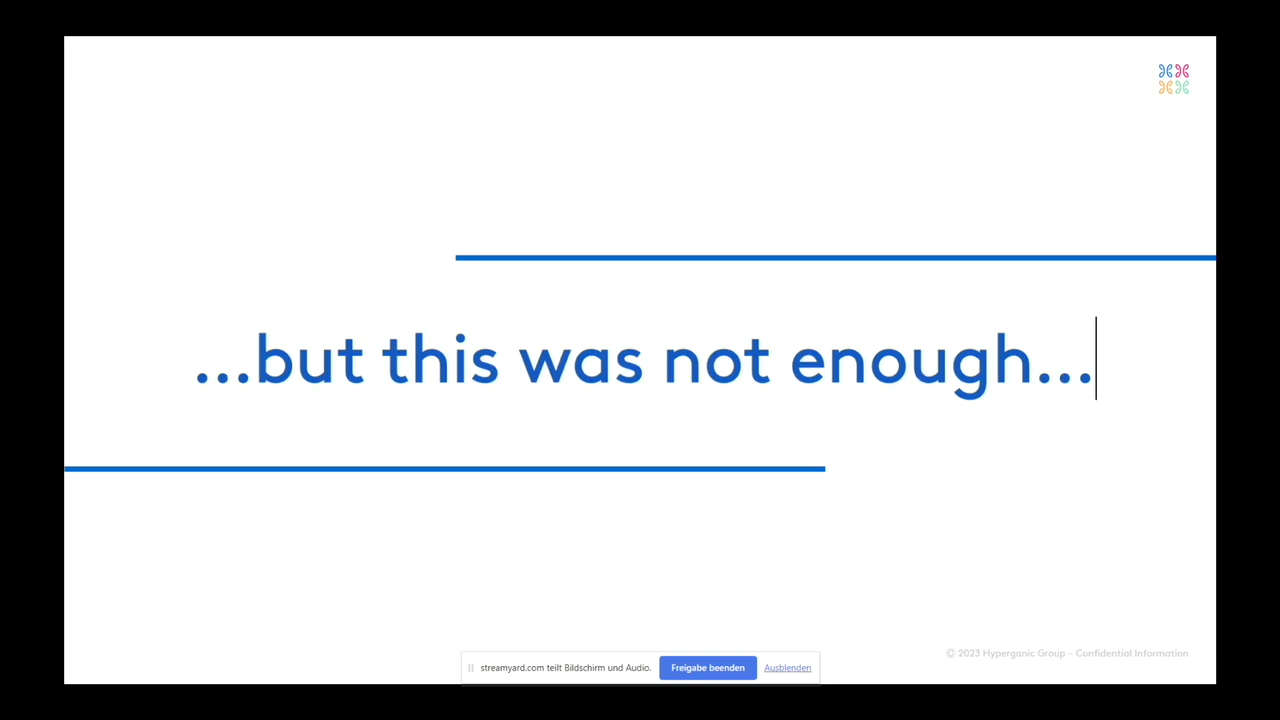 ...but this was not enough...
© 2023 Hyperganic Group – Confidential Information
streamyard.com teilt Bildschirm und Audio. Freigabe beenden Ausblenden